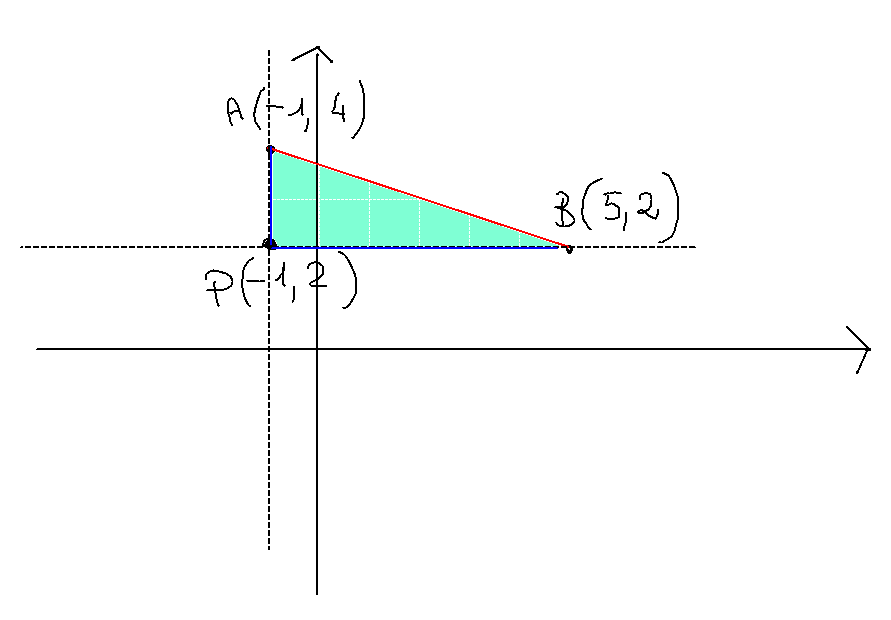 A(-1, 4)
B(5,2)
P(-1,2)